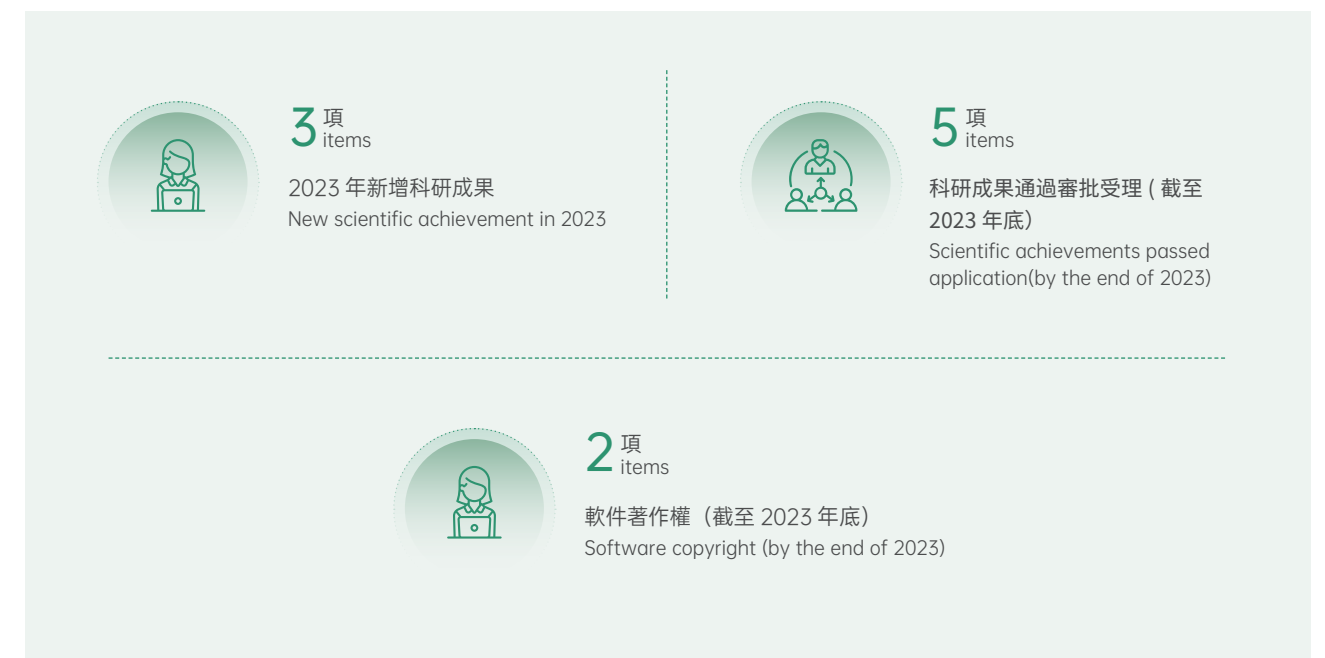 3 項
items
2023 年新增科研成果
New scientific achievement in 2023
5 項
items
科研成果通過審批受理 ( 截至
2023 年底）
Scientific achievements passed
application(by the end of 2023)
2 項
items
軟件著作權（截至 2023 年底）
Software copyright (by the end of 2023)